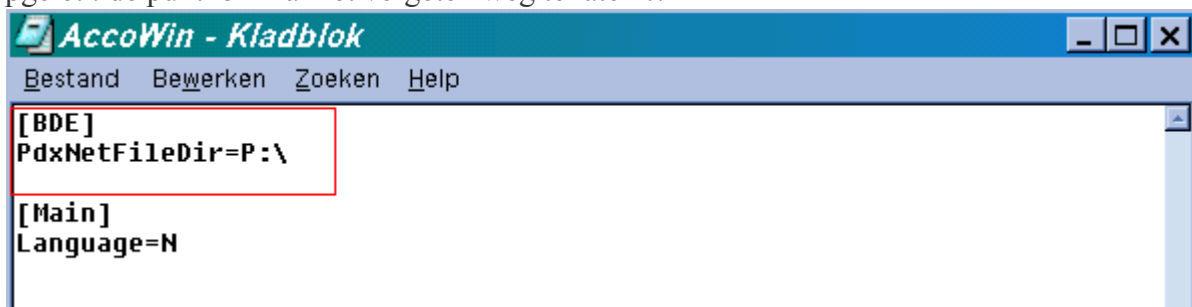 AccoWin - Kladblok
Bestand Bewerken Zoeken Help
[BDE]
PdxNetFileDir=P:\
[Main]
Language=N